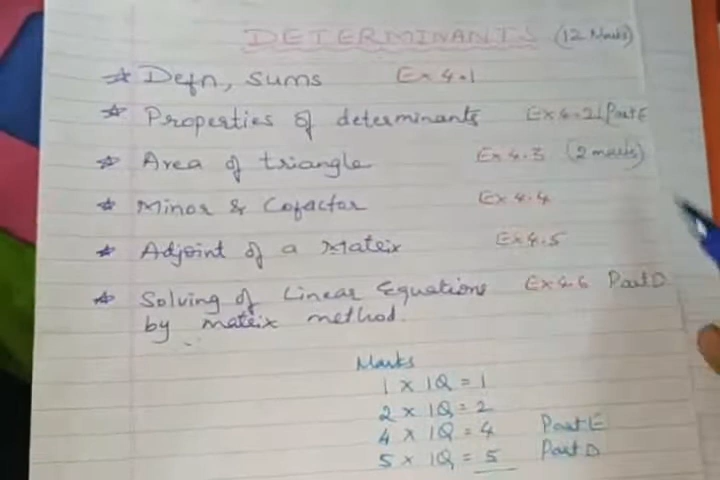 DETERMINANTS (12 Marks)
☆ Defn, sums Ex 4.1
☆ Properties of determinants Ex 4.2 | Part E
☆ Area of triangle Ex 4.3 (2 marks)
☆ Minor & Cofactor Ex 4.4
☆ Adjoint of a Matrix Ex 4.5
☆ Solving of Linear Equations Ex 4.6 Part D
by matrix method.
Marks
1 × 1Q = 1
2 × 1Q = 2
4 × 1Q = 4 Part E
5 × 1Q = 5 Part D